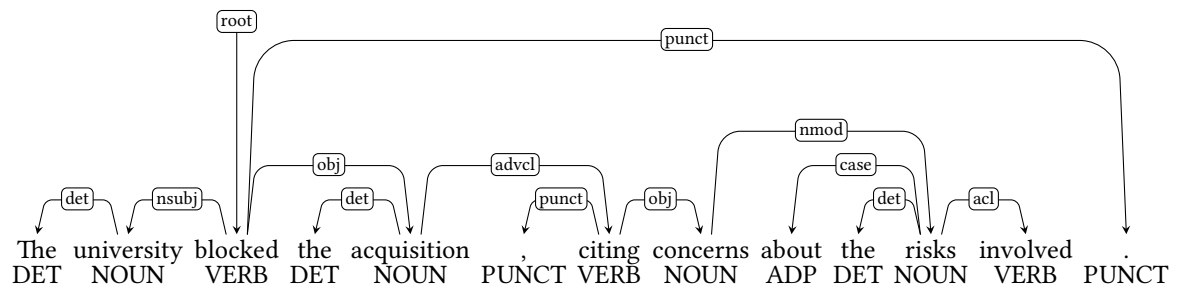 root
punct
nmod
obj advcl case
det nsubj det punct obj det acl
The university blocked the acquisition , citing concerns about the risks involved .
DET NOUN VERB DET NOUN PUNCT VERB NOUN ADP DET NOUN VERB PUNCT